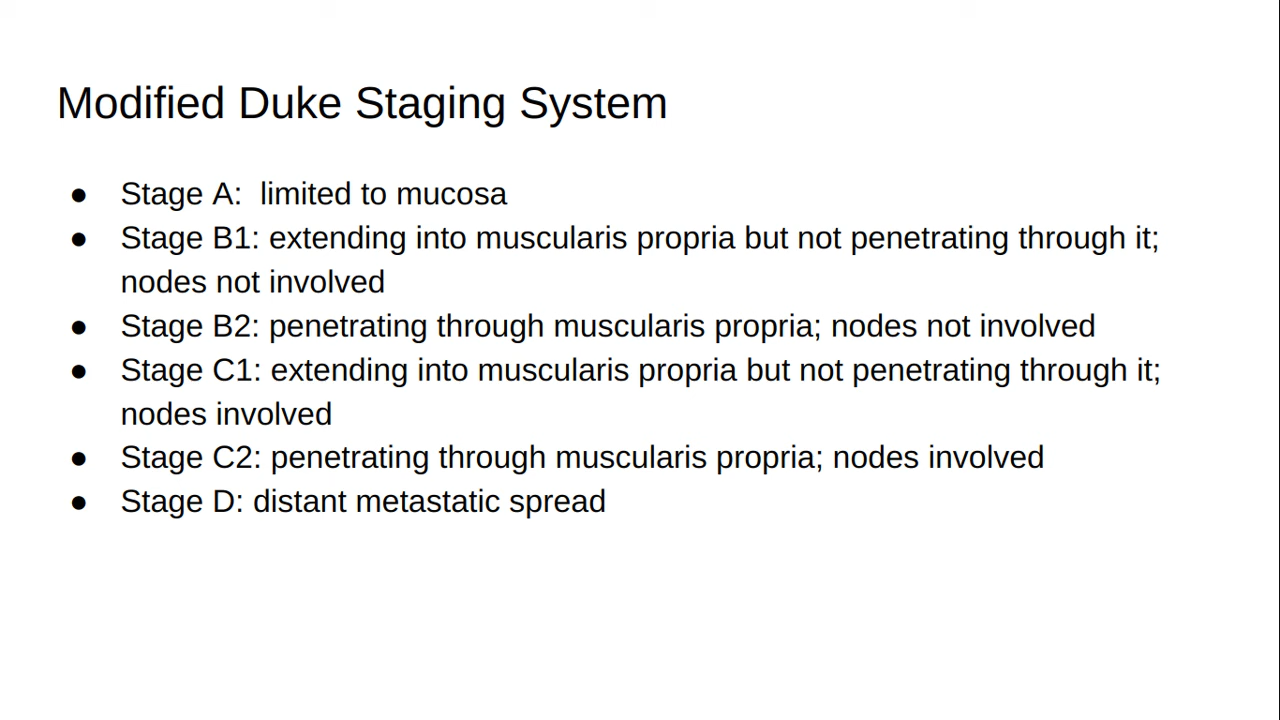 Modified Duke Staging System
● Stage A:  limited to mucosa
● Stage B1: extending into muscularis propria but not penetrating through it;
nodes not involved
● Stage B2: penetrating through muscularis propria; nodes not involved
● Stage C1: extending into muscularis propria but not penetrating through it;
nodes involved
● Stage C2: penetrating through muscularis propria; nodes involved
● Stage D: distant metastatic spread